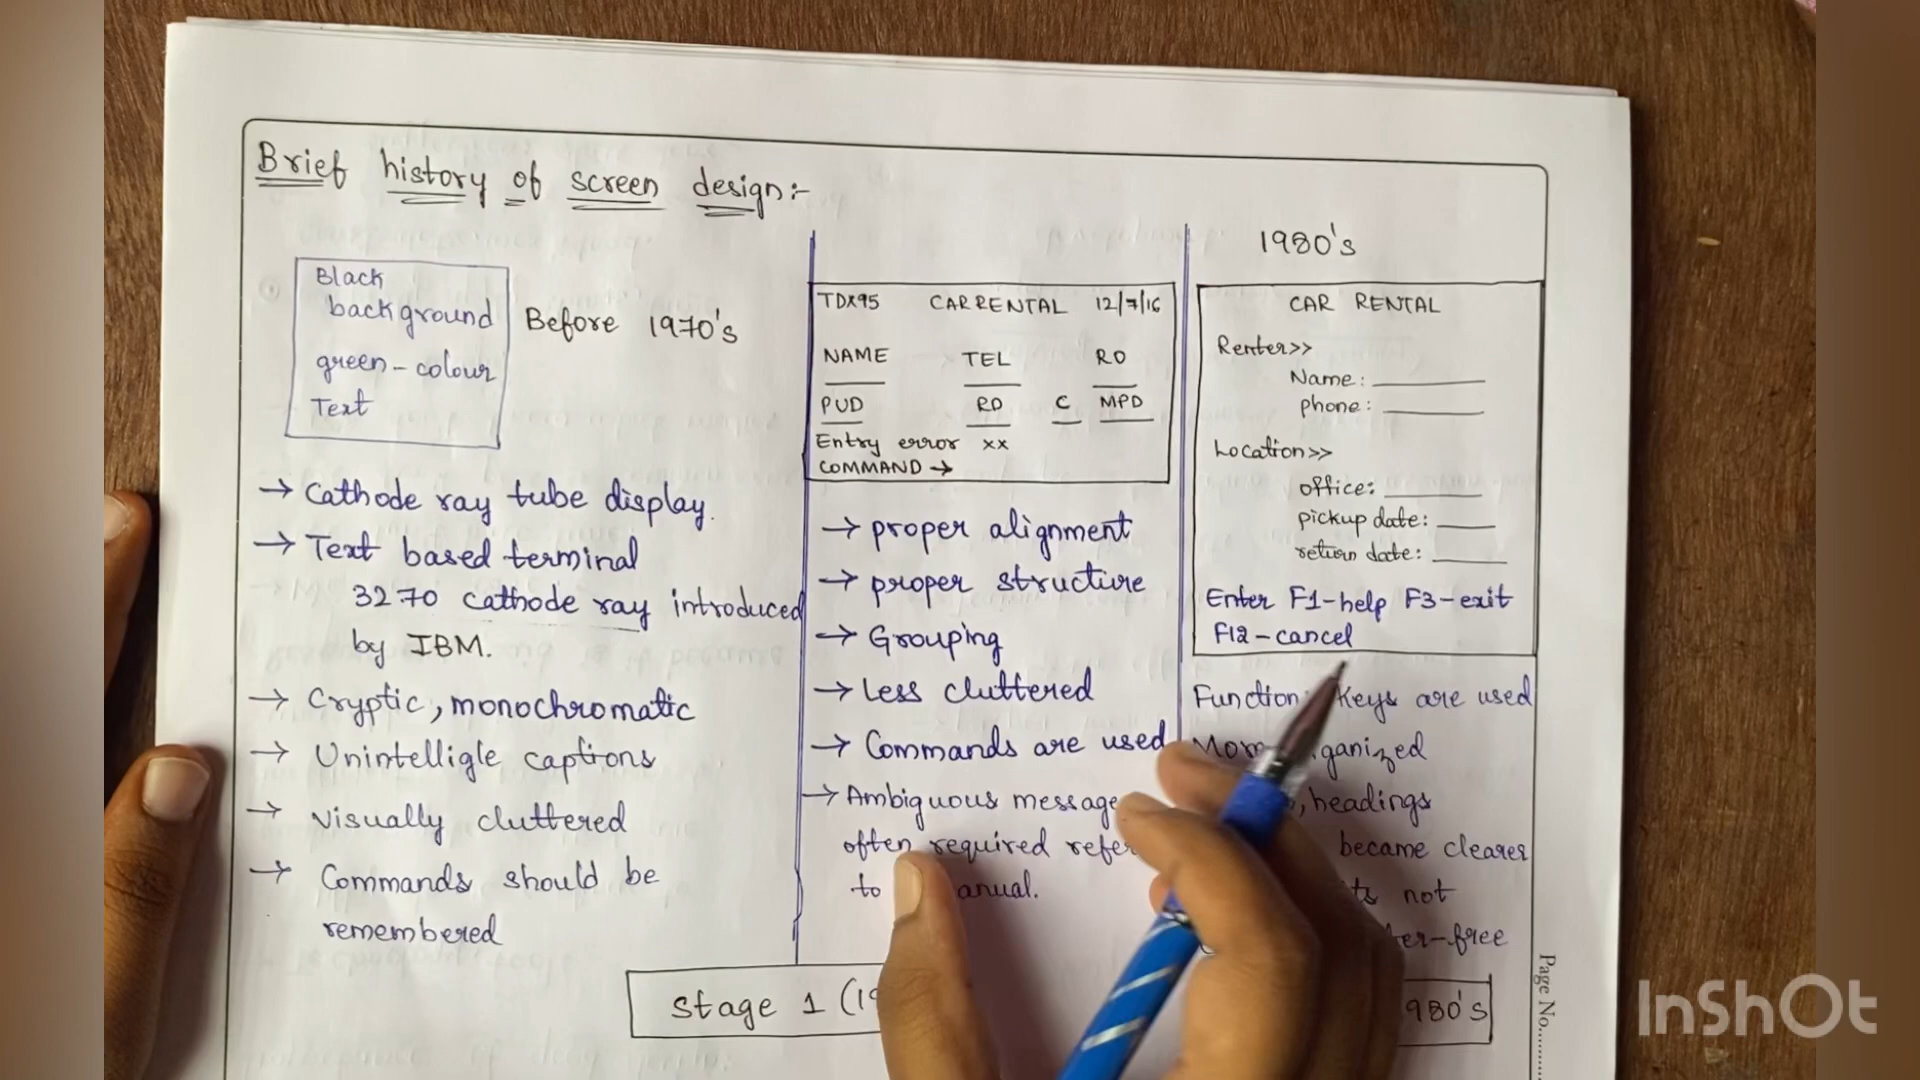 Brief history of screen design:-
Black
background
green-colour
Text
Before 1970's
→ Cathode ray tube display.
→ Text based terminal
3270 cathode ray introduced
by IBM.
→ Cryptic, monochromatic
→ Unintelligle captions
→ Visually cluttered
→ Commands should be
remembered
TDX95 CAR RENTAL 12/7/16
NAME TEL RO
PUD RD C MPD
Entry error xx
COMMAND →
→ proper alignment
→ proper structure
→ Grouping
→ Less cluttered
→ Commands are used
→ Ambiguous message
often required
to
1980's
CAR RENTAL
Renter>>
Name:
phone:
Location>>
office:
pickup date:
return date:
Enter F1-help F3-exit
F12-cancel
Function keys are used
, headings
became clearer
not
-free
stage 1
980's
Page No.
InShOt